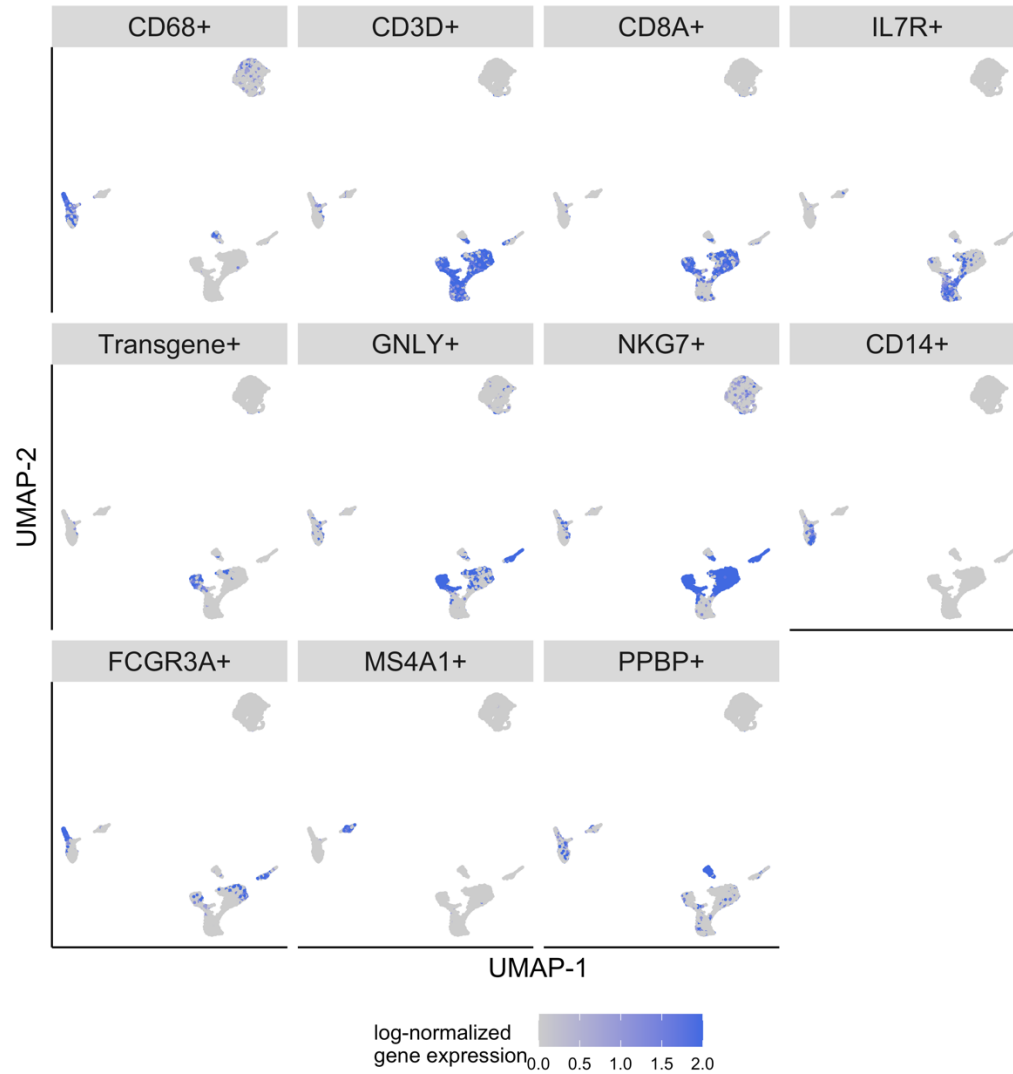 CD68+
CD3D+
CD8A+
IL7R+
Transgene+
GNLY+
NKG7+
CD14+
UMAP-2
FCGR3A+
MS4A1+
PPBP+
UMAP-1
log-normalized
gene expression
0.0 0.5 1.0 1.5 2.0